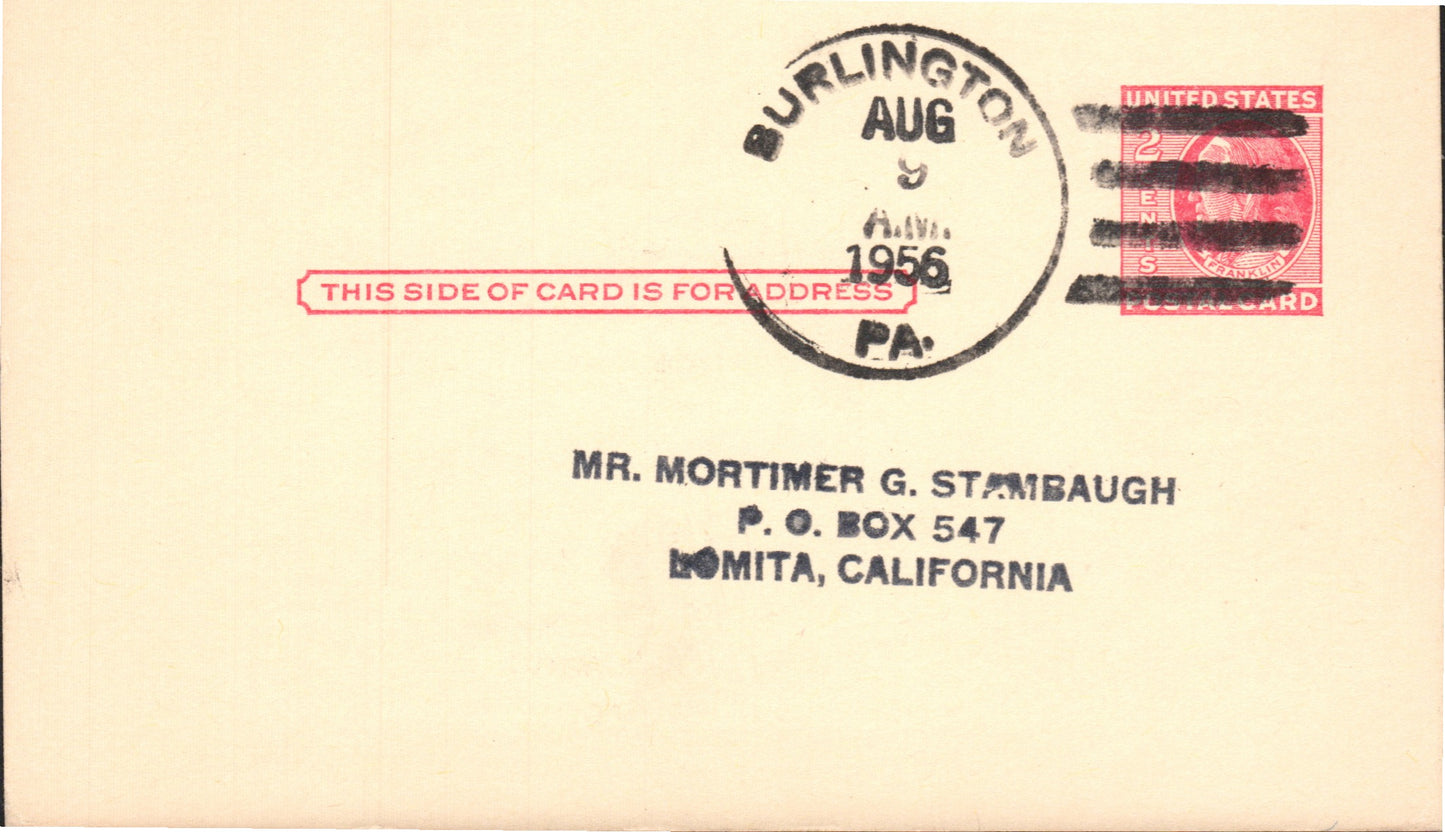 BURLINGTON
AUG
9
A.M.
1956
PA.
UNITED STATES
2 CENTS
FRANKLIN
POSTAL CARD
THIS SIDE OF CARD IS FOR ADDRESS
MR. MORTIMER G. STAMBAUGH
P. O. BOX 547
LOMITA, CALIFORNIA